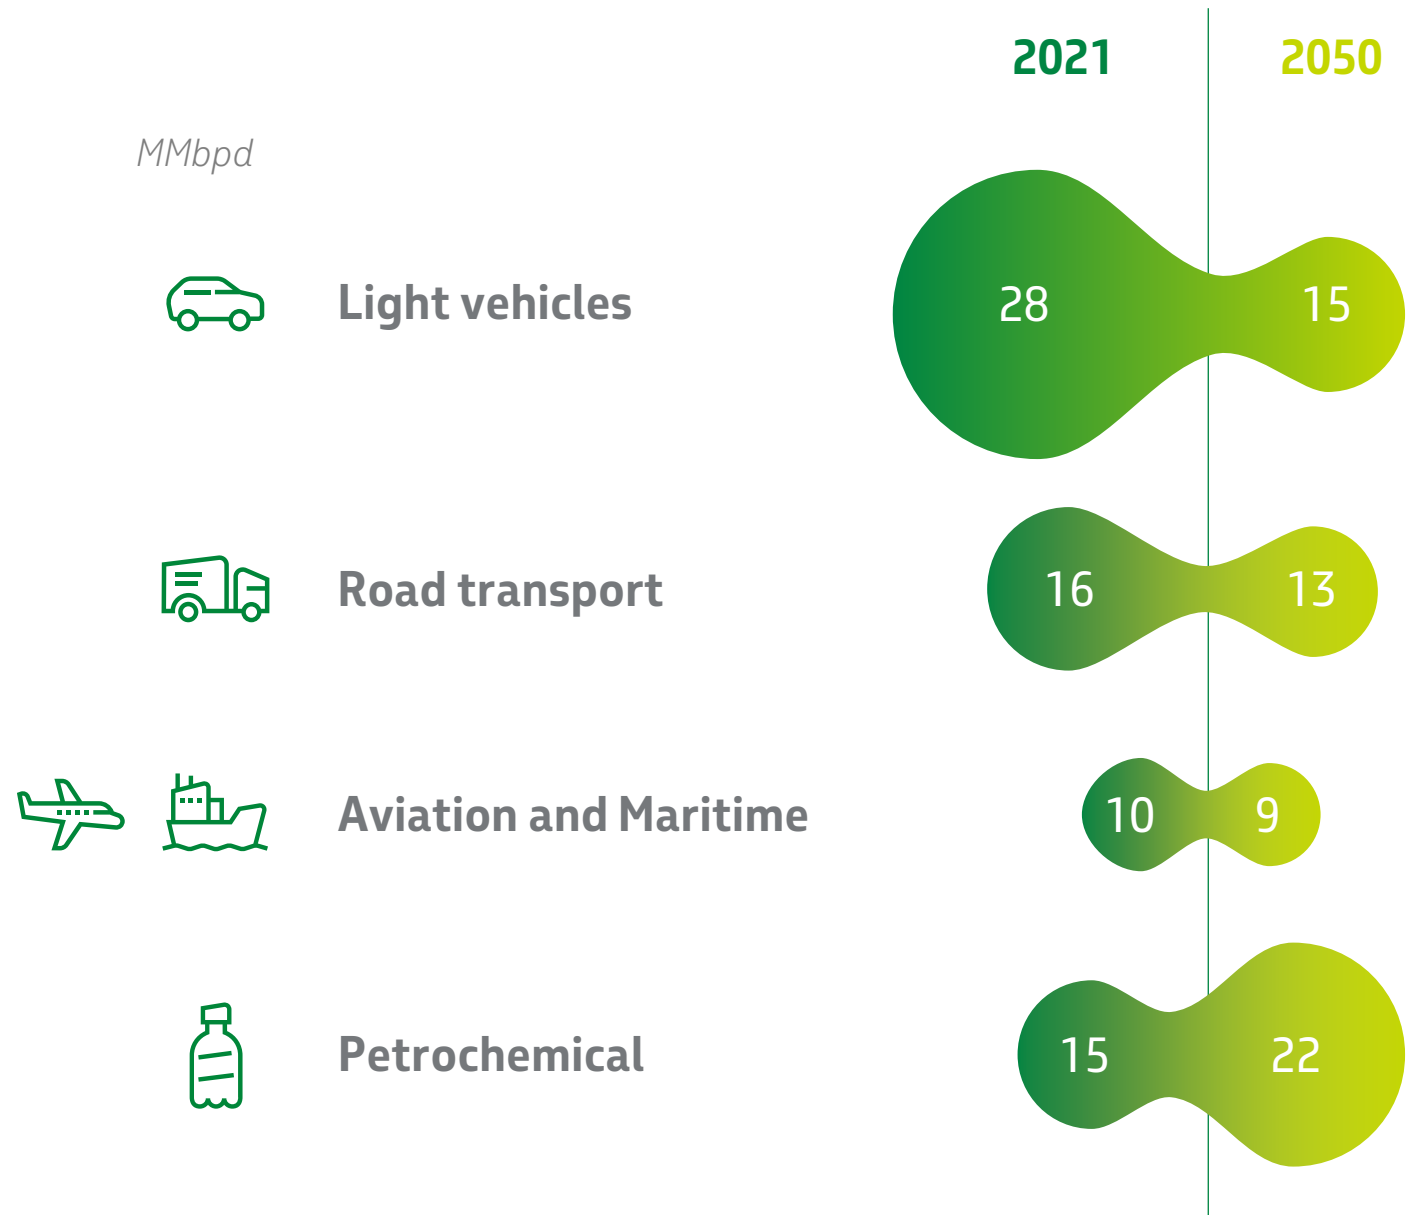 2021 2050
MMbpd
Light vehicles 28 15
Road transport 16 13
Aviation and Maritime 10 9
Petrochemical 15 22